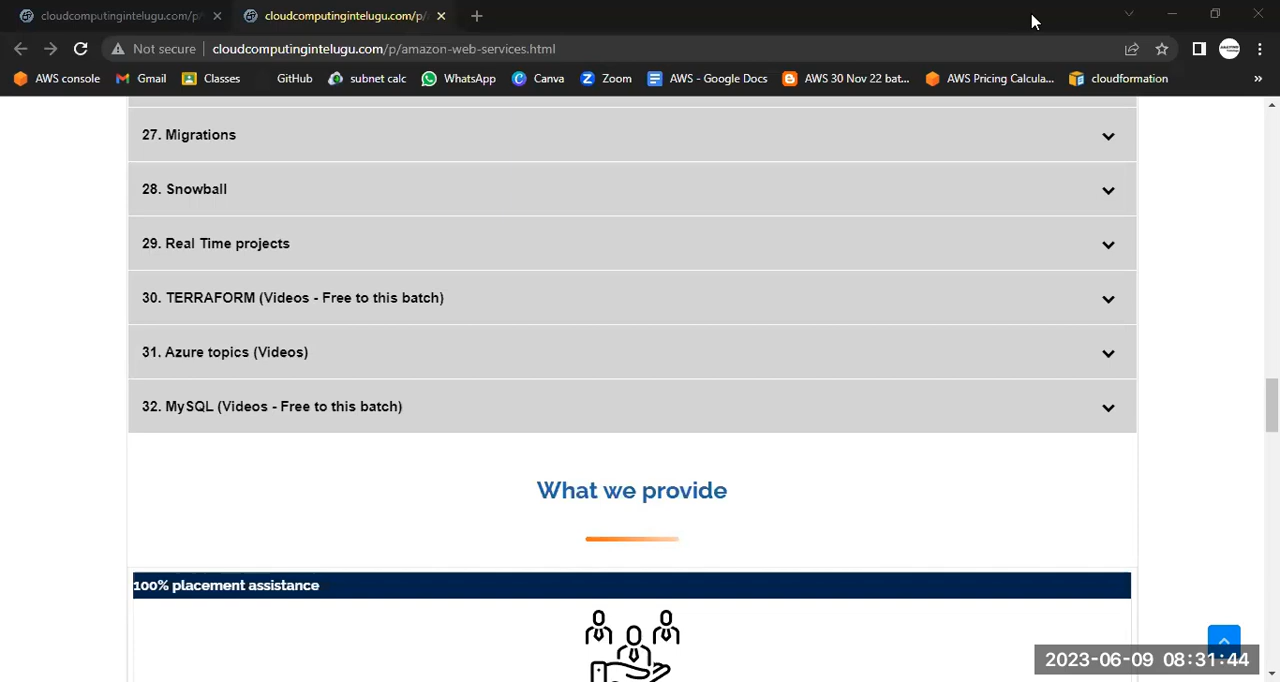 cloudcomputingintelugu.com/p/
cloudcomputingintelugu.com/p/
Not secure
cloudcomputingintelugu.com/p/amazon-web-services.html
AWS console
Gmail
Classes
GitHub
subnet calc
WhatsApp
Canva
Zoom
AWS - Google Docs
AWS 30 Nov 22 bat...
AWS Pricing Calcula...
cloudformation
27. Migrations
28. Snowball
29. Real Time projects
30. TERRAFORM (Videos - Free to this batch)
31. Azure topics (Videos)
32. MySQL (Videos - Free to this batch)
What we provide
100% placement assistance
2023-06-09 08:31:44